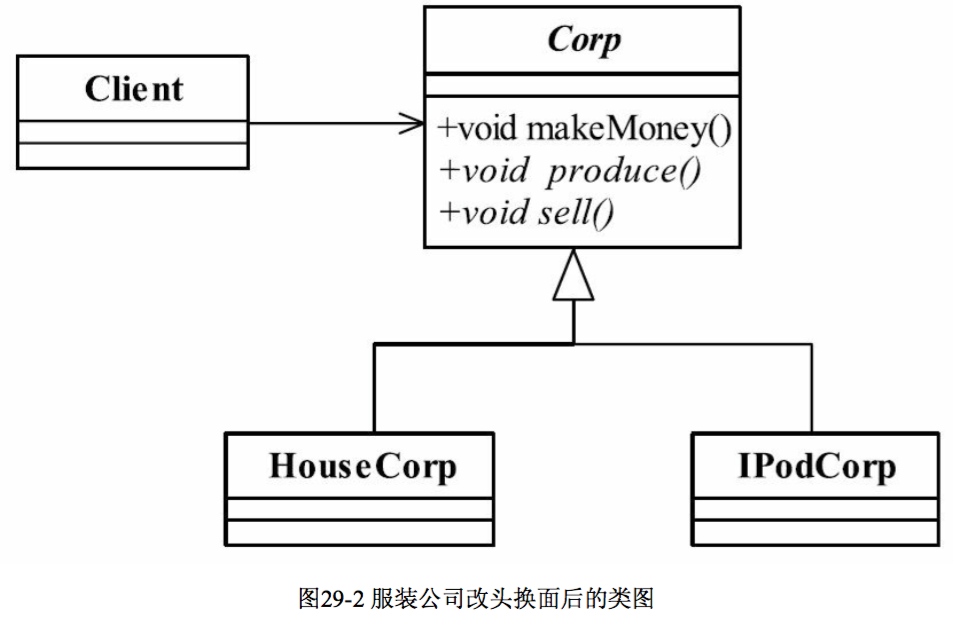 Client
Corp
+void makeMoney()
+void produce()
+void sell()
HouseCorp
IPodCorp
图29-2 服装公司改头换面后的类图